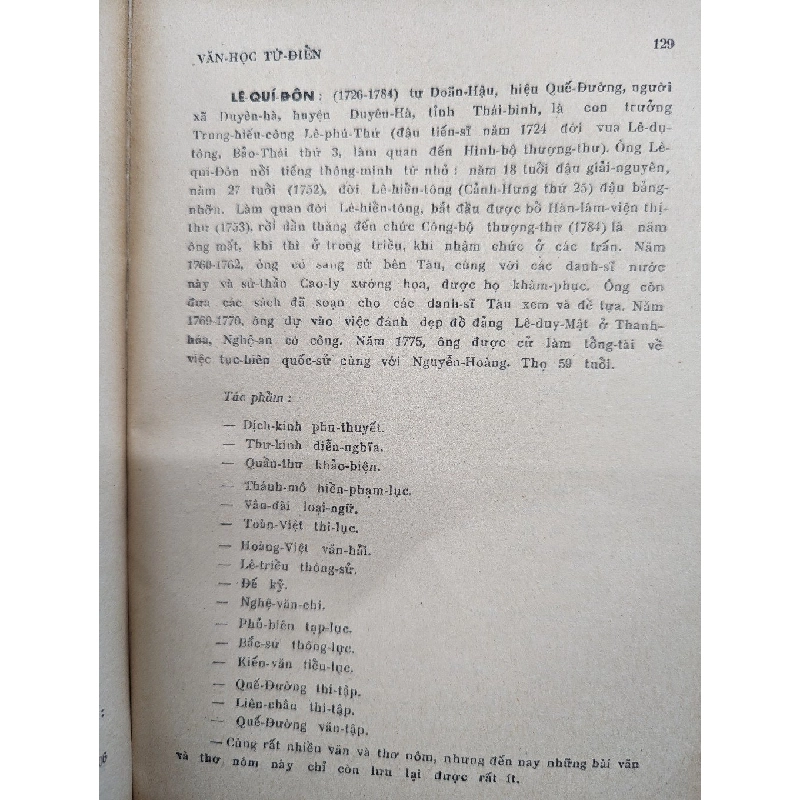 129
VĂN-HỌC TỪ-ĐIỂN
LÊ-QUÍ-ĐÔN : (1726-1784) tự Doãn-Hậu, hiệu Quế-Đường, người
xã Duyên-hà, huyện Duyên-Hà, tỉnh Thái-bình, là con trưởng
Trung-hiến-công Lê-phú-Thứ (đậu tiến-sĩ năm 1724 đời vua Lê-dụ-
tông, Bảo-Thái thứ 3, làm quan đến Hình-bộ thượng-thư). Ông Lê-
quí-Đôn nổi tiếng thông-minh từ nhỏ : năm 18 tuổi đậu giải-nguyên,
năm 27 tuổi (1752), đời Lê-hiển-tông (Cảnh-Hưng thứ 25) đậu bảng-
nhỡn. Làm quan đời Lê-hiển-tông, bắt đầu được bổ Hàn-lâm-viện thị-
thư (1753), rồi dần thăng đến chức Công-bộ thượng-thư (1784) là năm
ông mất, khi thì ở trong triều, khi nhậm chức ở các trấn. Năm
1760-1762, ông có sang sứ bên Tàu, cùng với các danh-sĩ nước
này và sứ-thần Cao-ly xướng họa, được họ khâm-phục. Ông còn
đưa các sách đã soạn cho các danh-sĩ Tàu xem và đề tựa. Năm
1769-1770, ông dự vào việc đánh dẹp đồ đảng Lê-duy-Mật ở Thanh-
hóa, Nghệ-an có công. Năm 1775, ông được cử làm tổng-tài về
việc tục-biên quốc-sử cùng với Nguyễn-Hoàng. Thọ 59 tuổi.
Tác phẩm :
— Dịch-kinh phu-thuyết.
— Thư-kinh diễn-nghĩa.
— Quần-thư khảo-biện.
— Thánh-mô hiền-phạm-lục.
— Vân-đài loại-ngữ.
— Toàn-Việt thi-lục.
— Hoàng-Việt văn-hải.
— Lê-triều thông-sử.
— Đế kỷ.
— Nghệ-văn-chí.
— Phủ-biên tạp-lục.
— Bắc-sứ thông-lục.
— Kiến-văn tiểu-lục.
— Quế-Đường thi-tập.
— Liên-châu thi-tập.
— Quế-Đường văn-tập.
— Cùng rất nhiều văn và thơ nôm, nhưng đến nay những bài văn
và thơ nôm này chỉ còn lưu lại được rất ít.